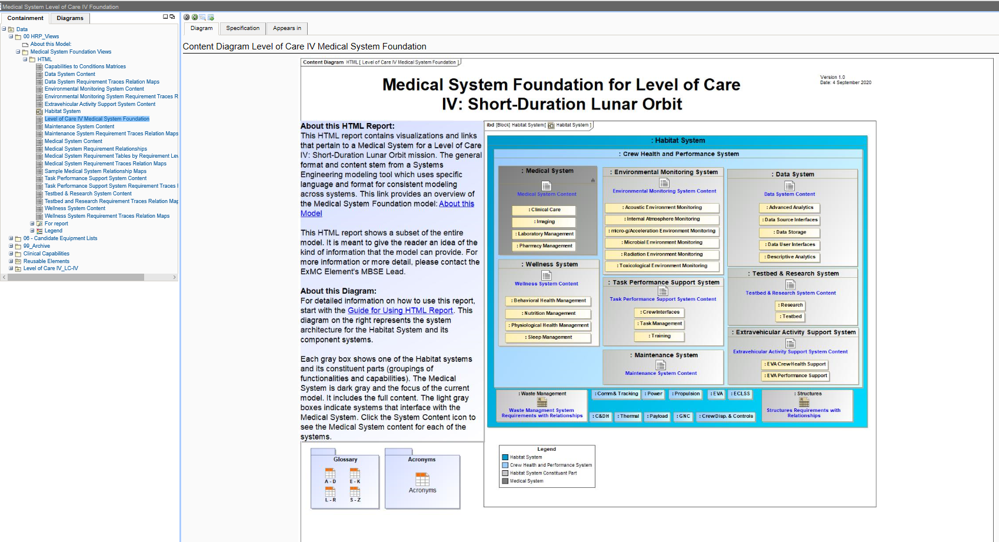 Medical System Level of Care IV Foundation
Containment
Diagrams
Data
00 HRP_Views
About this Model:
Medical System Foundation Views
HTML
Capabilities to Conditions Matrices
Data System Content
Data System Requirement Traces Relation Maps
Environmental Monitoring System Content
Environmental Monitoring System Requirement Traces R
Extravehicular Activity Support System Content
Habitat System
Level of Care IV Medical System Foundation
Maintenance System Content
Maintenance System Requirement Traces Relation Maps
Medical System Content
Medical System Requirement Relationships
Medical System Requirement Tables by Requirement Lev
Medical System Requirement Traces Relation Maps
Sample Medical System Relationship Maps
Task Performance Support System Content
Task Performance Support System Requirement Traces
Testbed & Research System Content
Testbed and Research Requirement Traces Relation Map
Wellness System Content
Wellness System Requirement Traces Relation Maps
For report
Legend
06 - Candidate Equipment Lists
99_Archive
Clinical Capabilities
Reusable Elements
Level of Care IV_LC-IV
Diagram
Specification
Appears in
Content Diagram Level of Care IV Medical System Foundation
Content Diagram HTML [ Level of Care IV Medical System Foundation ]
Medical System Foundation for Level of Care
IV: Short-Duration Lunar Orbit
Version 1.0
Date: 4 September 2020
About this HTML Report:
This HTML report contains visualizations and links
that pertain to a Medical System for a Level of Care
IV: Short-Duration Lunar Orbit mission. The general
format and content stem from a Systems
Engineering modeling tool which uses specific
language and format for consistent modeling
across systems. This link provides an overview of
the Medical System Foundation model: About this
Model
This HTML report shows a subset of the entire
model. It is meant to give the reader an idea of the
kind of information that the model can provide. For
more information or more detail, please contact the
ExMC Element's MBSE Lead.
About this Diagram:
For detailed information on how to use this report,
start with the Guide for Using HTML Report. This
diagram on the right represents the system
architecture for the Habitat System and its
component systems.
Each gray box shows one of the Habitat systems
and its constituent parts (groupings of
functionalities and capabilities). The Medical
System is dark gray and the focus of the current
model. It includes the full content. The light gray
boxes indicate systems that interface with the
Medical System. Click the System Content icon to
see the Medical System content for each of the
systems.
Glossary
A - D
E - K
L - R
S - Z
Acronyms
Acronyms
ibd [Block] Habitat System [ Habitat System ]
: Habitat System
: Crew Health and Performance System
: Medical System
Medical System Content
: Clinical Care
: Imaging
: Laboratory Management
: Pharmacy Management
: Wellness System
Wellness System Content
: Behavioral Health Management
: Nutrition Management
: Physiological Health Management
: Sleep Management
: Environmental Monitoring System
Environmental Monitoring System Content
: Acoustic Environment Monitoring
: Internal Atmosphere Monitoring
: micro-g/Acceleration Environment Monitoring
: Microbial Environment Monitoring
: Radiation Environment Monitoring
: Toxicological Environment Monitoring
: Task Performance Support System
Task Performance Support System Content
: Crew Interfaces
: Task Management
: Training
: Maintenance System
Maintenance System Content
: Data System
Data System Content
: Advanced Analytics
: Data Source Interfaces
: Data Storage
: Data User Interfaces
: Descriptive Analytics
: Testbed & Research System
Testbed & Research System Content
: Research
: Testbed
: Extravehicular Activity Support System
Extravehicular Activity Support System Content
: EVA Crew Health Support
: EVA Performance Support
: Waste Management
Waste Managment System
Requirements with Relationships
: Comm & Tracking
: Power
: Propulsion
: EVA
: ECLSS
: C&DH
: Thermal
: Payload
: GNC
: Crew Disp. & Controls
: Structures
Structures Requirements with
Relationships
Legend
Habitat System
Crew Health and Performance System
Habitat System Constituent Part
Medical System